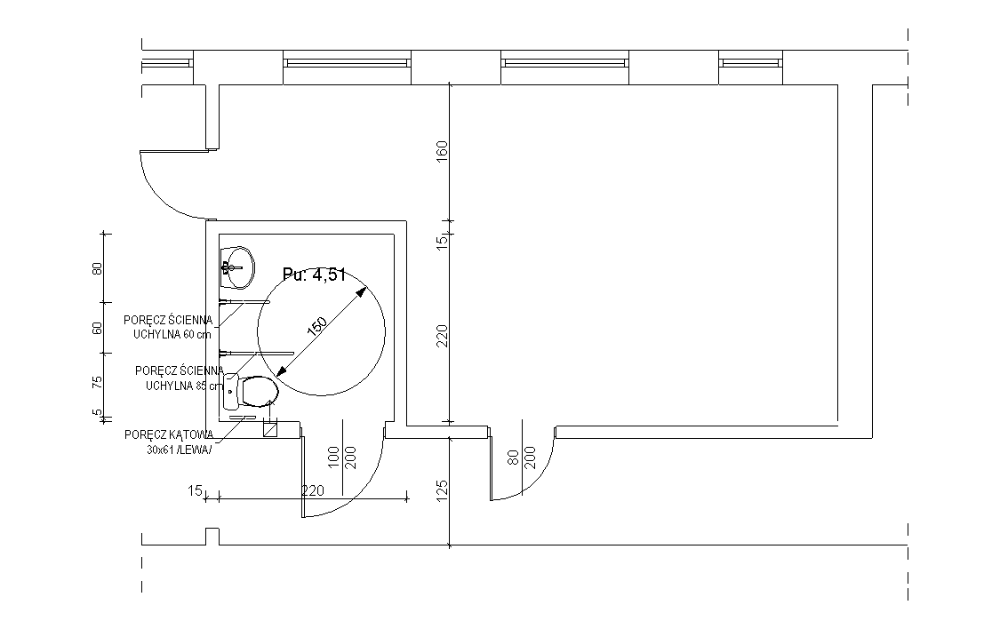 160
15
80
Pu: 4,51
60
150
PORĘCZ ŚCIENNA
UCHYLNA 60 cm
220
75
PORĘCZ ŚCIENNA
UCHYLNA 85 cm
5
PORĘCZ KĄTOWA
30x61 /LEWA/
100
200
80
200
15
220
125